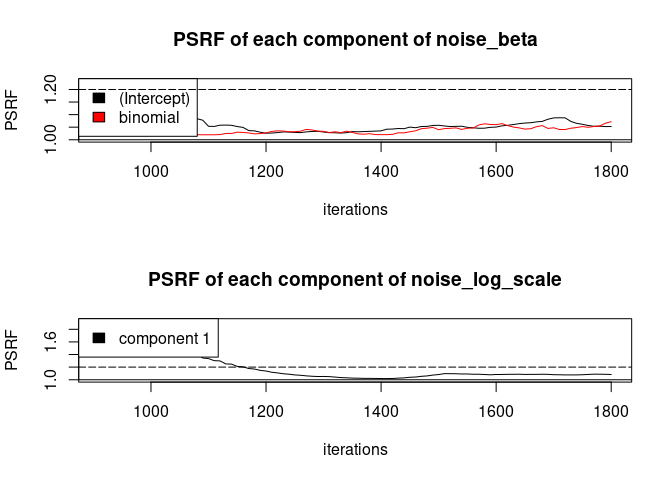 PSRF of each component of noise_beta
PSRF
1.20
1.00
(Intercept)
binomial
1000 1200 1400 1600 1800
iterations
PSRF of each component of noise_log_scale
PSRF
1.6
1.0
component 1
1000 1200 1400 1600 1800
iterations